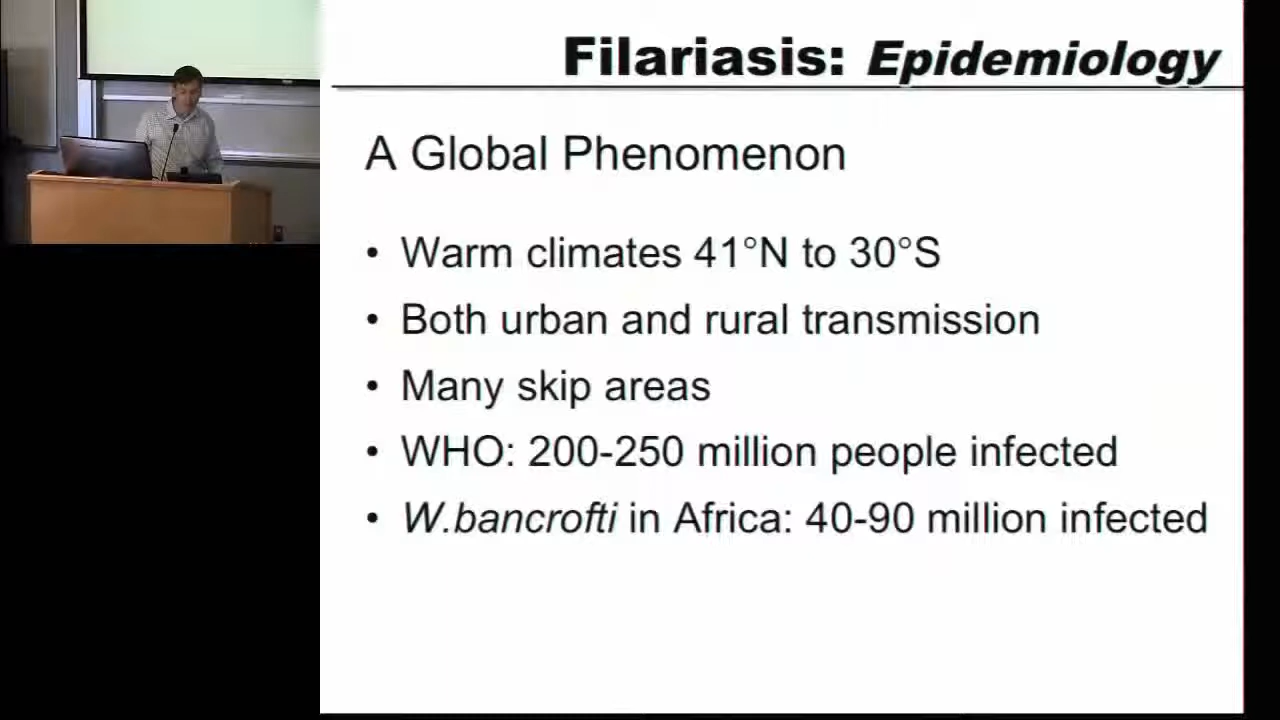 Filariasis: Epidemiology
A Global Phenomenon
• Warm climates 41°N to 30°S
• Both urban and rural transmission
• Many skip areas
• WHO: 200-250 million people infected
• W.bancrofti in Africa: 40-90 million infected